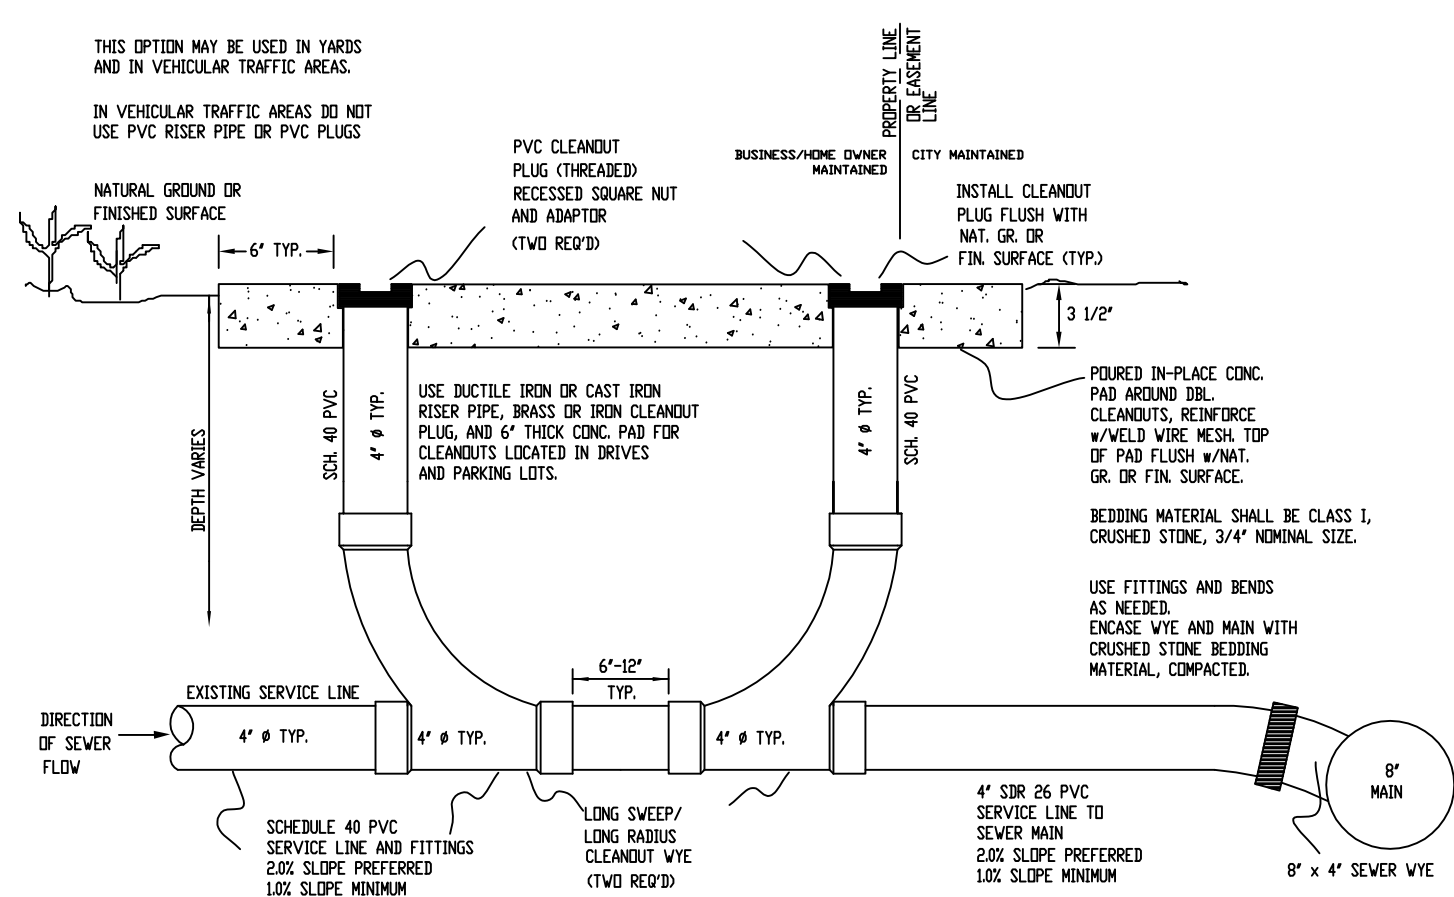 THIS OPTION MAY BE USED IN YARDS
AND IN VEHICULAR TRAFFIC AREAS.
IN VEHICULAR TRAFFIC AREAS DO NOT
USE PVC RISER PIPE OR PVC PLUGS
NATURAL GROUND OR
FINISHED SURFACE
6" TYP.
PVC CLEANOUT
PLUG (THREADED)
RECESSED SQUARE NUT
AND ADAPTOR
(TWO REQ'D)
PROPERTY LINE
OR EASEMENT
LINE
BUSINESS/HOME OWNER
MAINTAINED
CITY MAINTAINED
INSTALL CLEANOUT
PLUG FLUSH WITH
NAT. GR. OR
FIN. SURFACE (TYP.)
3 1/2"
DEPTH VARIES
SCH. 40 PVC
4" Ø TYP.
USE DUCTILE IRON OR CAST IRON
RISER PIPE, BRASS OR IRON CLEANOUT
PLUG, AND 6" THICK CONC. PAD FOR
CLEANOUTS LOCATED IN DRIVES
AND PARKING LOTS.
4" Ø TYP.
SCH. 40 PVC
POURED IN-PLACE CONC.
PAD AROUND DBL.
CLEANOUTS, REINFORCE
w/WELD WIRE MESH. TOP
OF PAD FLUSH w/NAT.
GR. OR FIN. SURFACE.
BEDDING MATERIAL SHALL BE CLASS I,
CRUSHED STONE, 3/4" NOMINAL SIZE.
USE FITTINGS AND BENDS
AS NEEDED.
ENCASE WYE AND MAIN WITH
CRUSHED STONE BEDDING
MATERIAL, COMPACTED.
6"-12"
TYP.
EXISTING SERVICE LINE
DIRECTION
OF SEWER
FLOW
4" Ø TYP.
4" Ø TYP.
4" Ø TYP.
8"
MAIN
SCHEDULE 40 PVC
SERVICE LINE AND FITTINGS
2.0% SLOPE PREFERRED
1.0% SLOPE MINIMUM
LONG SWEEP/
LONG RADIUS
CLEANOUT WYE
(TWO REQ'D)
4" SDR 26 PVC
SERVICE LINE TO
SEWER MAIN
2.0% SLOPE PREFERRED
1.0% SLOPE MINIMUM
8" x 4" SEWER WYE